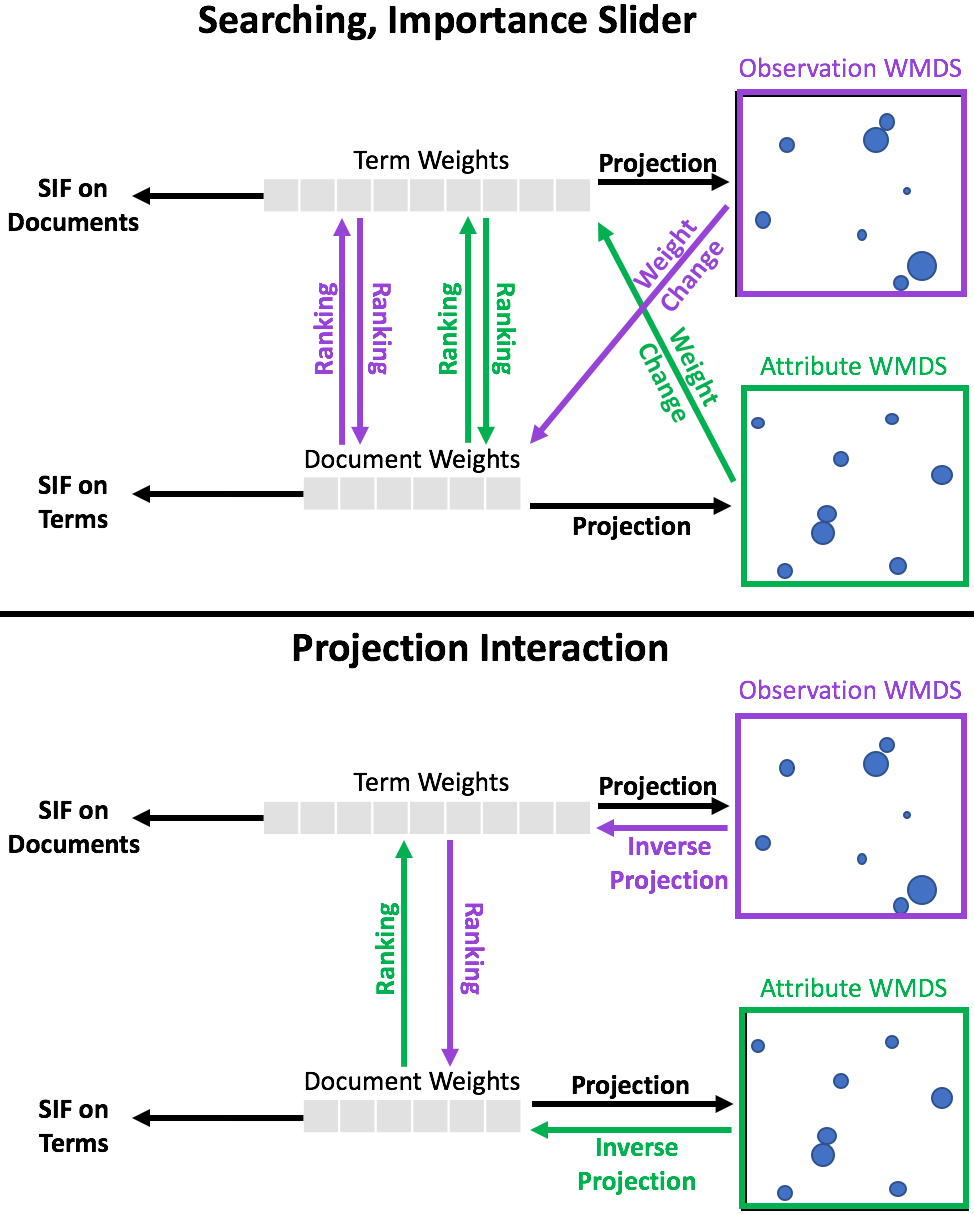 Searching, Importance Slider
Observation WMDS
Term Weights
Projection
SIF on
Documents
Weight
Change
Ranking
Ranking
Ranking
Ranking
Weight
Change
Attribute WMDS
Document Weights
SIF on
Terms
Projection
Projection Interaction
Observation WMDS
Term Weights
Projection
SIF on
Documents
Inverse
Projection
Ranking
Ranking
Attribute WMDS
Document Weights
Projection
SIF on
Terms
Inverse
Projection